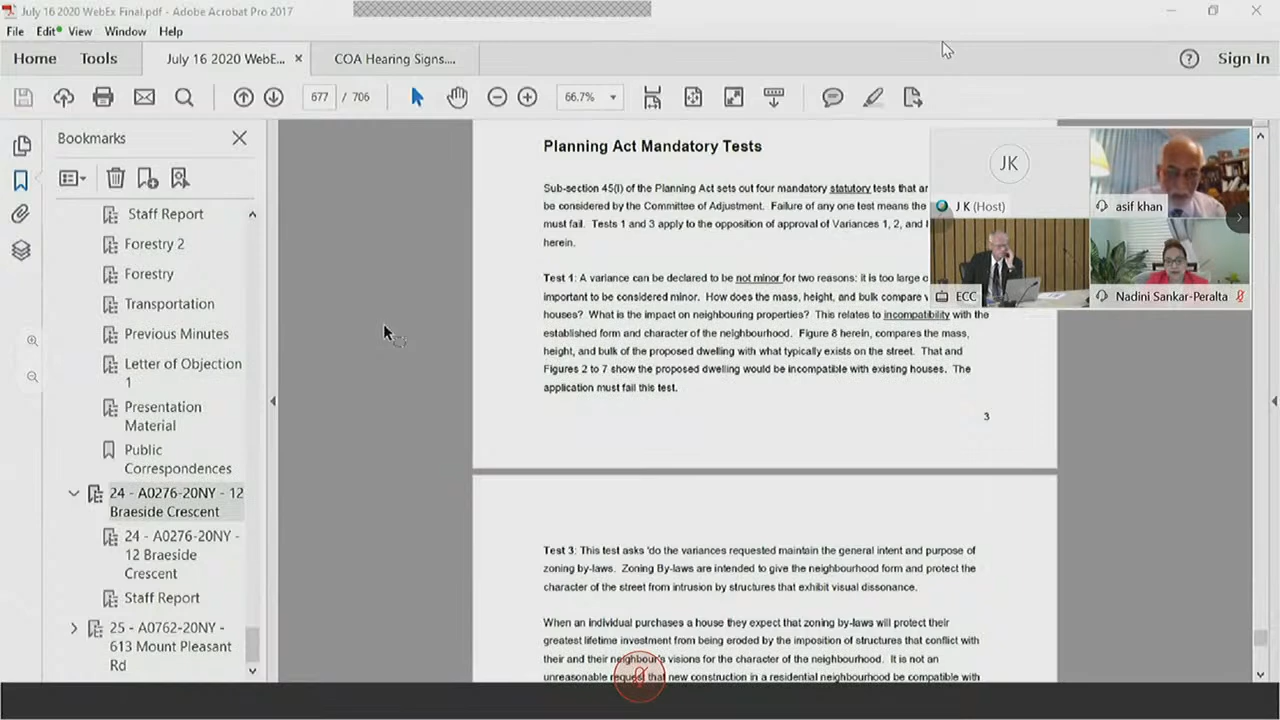 July 16 2020 WebEx Final.pdf - Adobe Acrobat Pro 2017
File Edit View Window Help
Home Tools July 16 2020 WebE... × COA Hearing Signs.... Sign In
677 / 706 66.7%
Bookmarks
Staff Report
Forestry 2
Forestry
Transportation
Previous Minutes
Letter of Objection
1
Presentation
Material
Public
Correspondences
24 - A0276-20NY - 12
Braeside Crescent
24 - A0276-20NY -
12 Braeside
Crescent
Staff Report
25 - A0762-20NY -
613 Mount Pleasant
Rd
Planning Act Mandatory Tests
Sub-section 45(I) of the Planning Act sets out four mandatory statutory tests that
be considered by the Committee of Adjustment. Failure of any one test means the
must fail. Tests 1 and 3 apply to the opposition of approval of Variances 1, 2, and
herein.
Test 1: A variance can be declared to be not minor for two reasons: it is too large
important to be considered minor. How does the mass, height, and bulk compare
houses? What is the impact on neighbouring properties? This relates to incompatibility with the
established form and character of the neighbourhood. Figure 8 herein, compares the mass,
height, and bulk of the proposed dwelling with what typically exists on the street. That and
Figures 2 to 7 show the proposed dwelling would be incompatible with existing houses. The
application must fail this test.
3
Test 3: This test asks 'do the variances requested maintain the general intent and purpose of
zoning by-laws. Zoning By-laws are intended to give the neighbourhood form and protect the
character of the street from intrusion by structures that exhibit visual dissonance.
When an individual purchases a house they expect that zoning by-laws will protect their
greatest lifetime investment from being eroded by the imposition of structures that conflict with
their and their neighbour's visions for the character of the neighbourhood. It is not an
unreasonable request that new construction in a residential neighbourhood be compatible with
JK
J K (Host)
asif khan
ECC
Nadini Sankar-Peralta